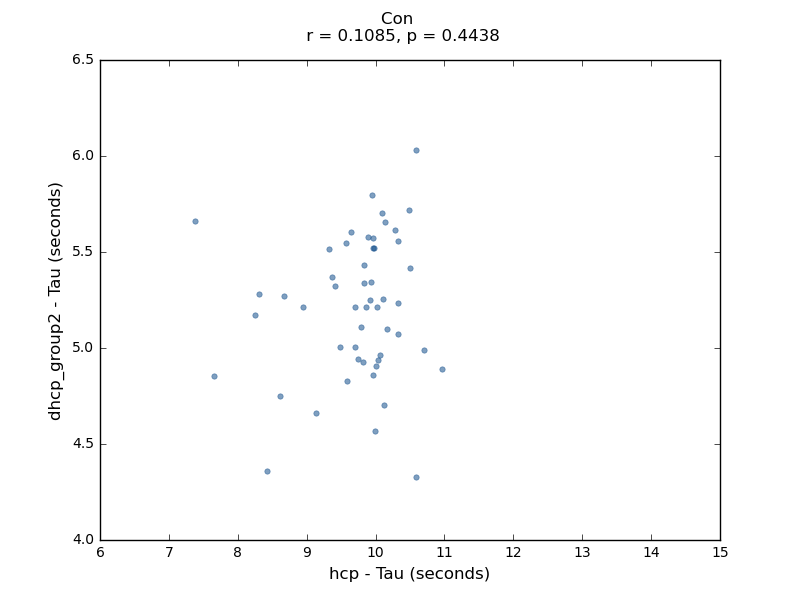 Con
r = 0.1085, p = 0.4438
6.5
6.0
5.5
5.0
4.5
4.0
dhcp_group2 - Tau (seconds)
6 7 8 9 10 11 12 13 14 15
hcp - Tau (seconds)